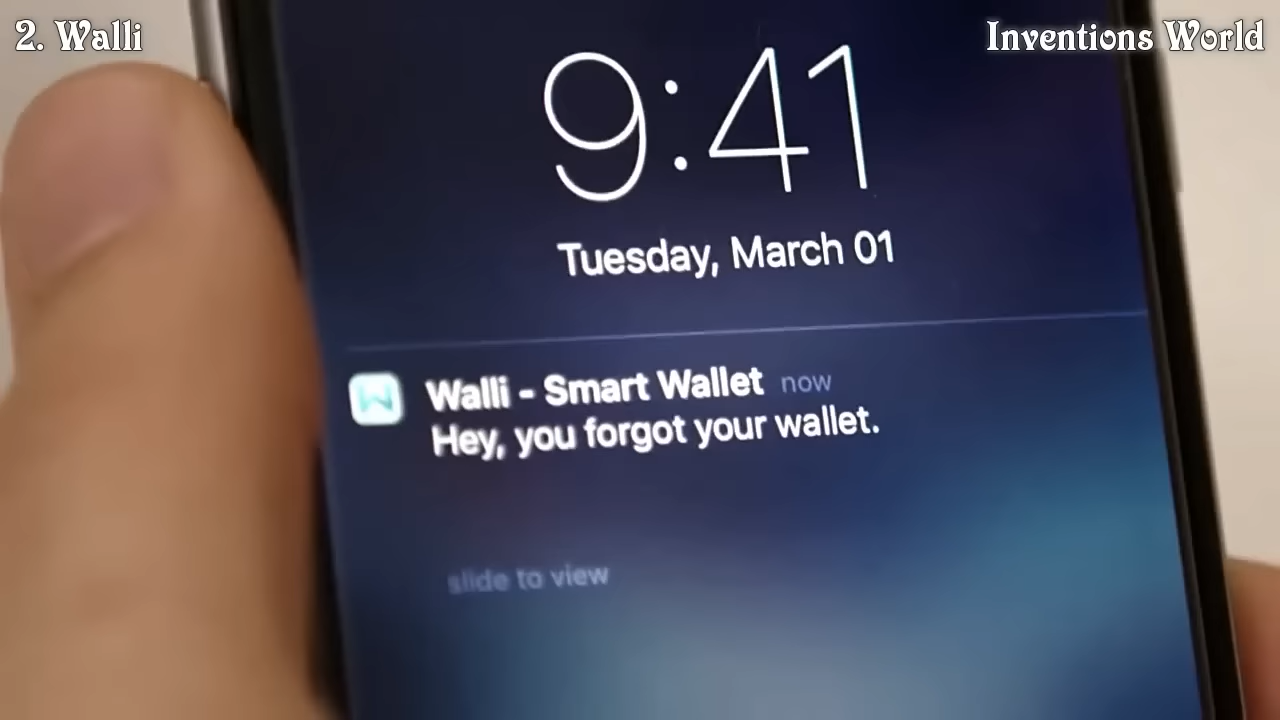 2. Walli
Inventions World
9:41
Tuesday, March 01
Walli - Smart Wallet now
Hey, you forgot your wallet.
slide to view